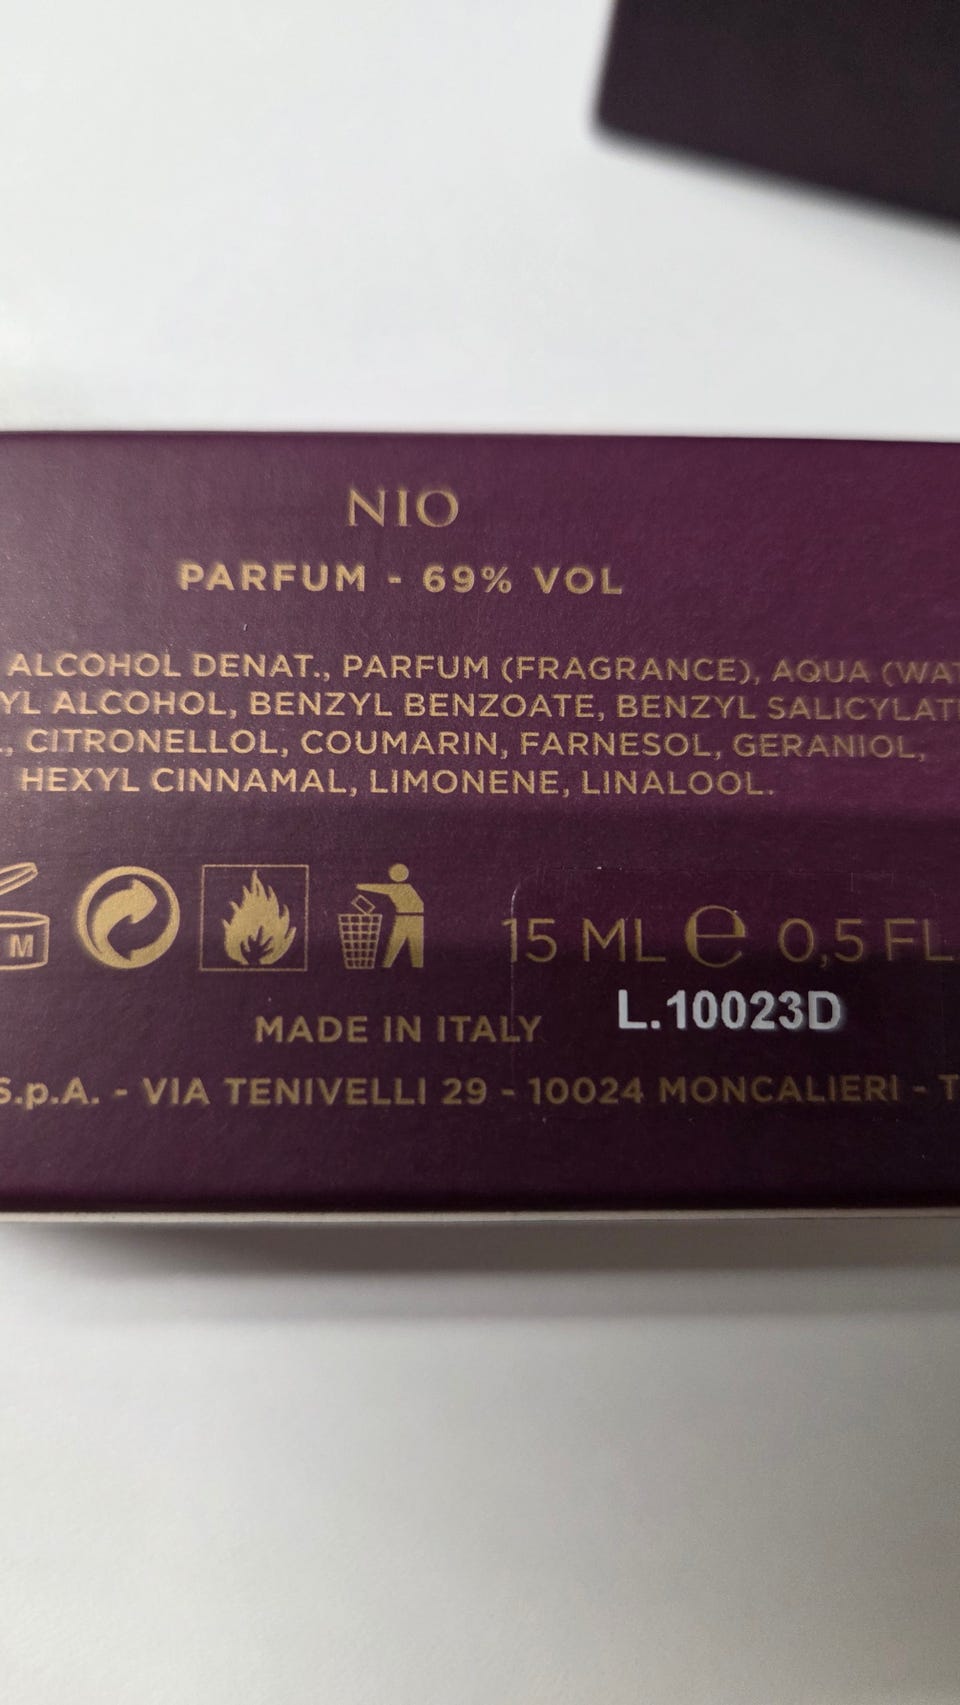 NIO
PARFUM - 69% VOL
ALCOHOL DENAT., PARFUM (FRAGRANCE), AQUA (WAT
YL ALCOHOL, BENZYL BENZOATE, BENZYL SALICYLAT
, CITRONELLOL, COUMARIN, FARNESOL, GERANIOL,
HEXYL CINNAMAL, LIMONENE, LINALOOL.
M
15 ML e 0,5 FL
L.10023D
MADE IN ITALY
S.p.A. - VIA TENIVELLI 29 - 10024 MONCALIERI - T